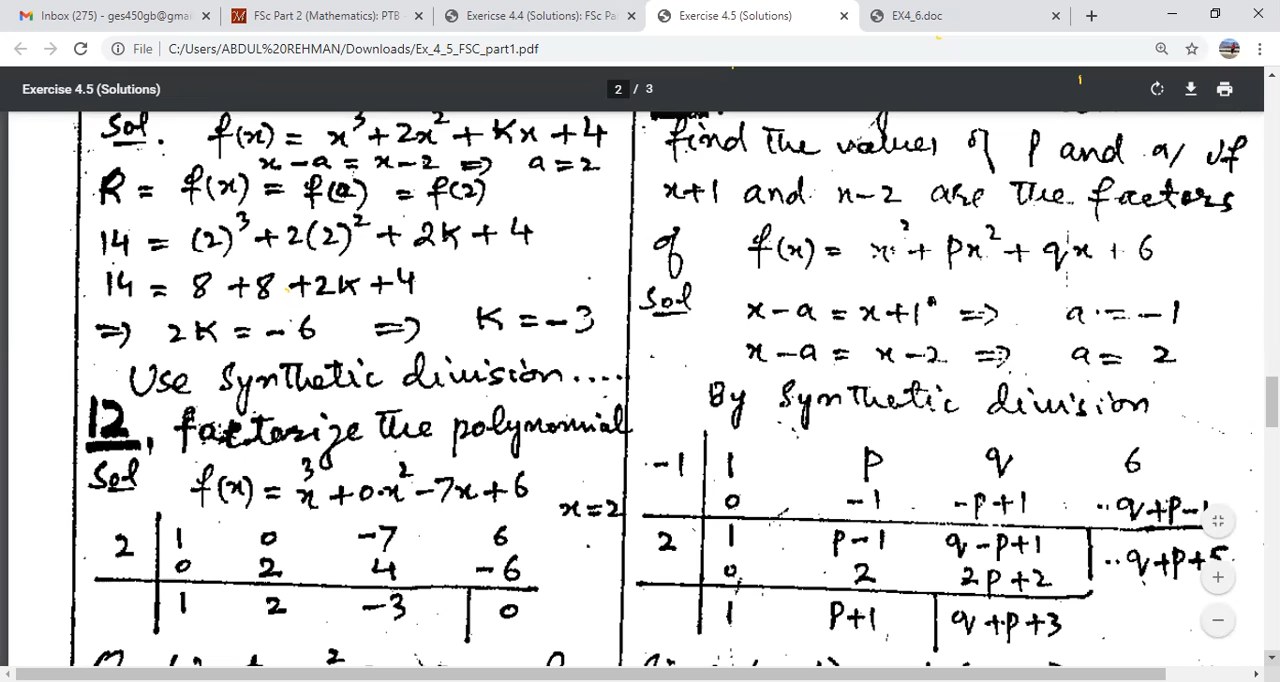 Inbox (275) - ges450gb@gmai
FSc Part 2 (Mathematics): PTB
Exericse 4.4 (Solutions): FSc Pa
Exercise 4.5 (Solutions)
EX4_6.doc
File
C:/Users/ABDUL%20REHMAN/Downloads/Ex_4_5_FSC_part1.pdf
Exercise 4.5 (Solutions)
2 / 3
Sol. f(x) = x³ + 2x² + Kx + 4
x - a = x - 2 => a = 2
R = f(x) = f(a) = f(2)
14 = (2)³ + 2(2)² + 2K + 4
14 = 8 + 8 + 2K + 4
=> 2K = -6 => K = -3
Use Synthetic division.....
12, factorize the polynomial
Sol f(x) = x³ + 0.x² - 7x + 6
x = 2
2 | 1 0 -7 6
0 2 4 -6
1 2 -3 | 0
find the values of P and q if
x+1 and x-2 are the factors
of f(x) = x² + Px² + qx + 6
Sol x - a = x + 1 => a = -1
x - a = x - 2 => a = 2
By Synthetic division
-1 | 1 P q 6
0 -1 -P+1 q+P-1
2 | 1 P-1 q-P+1 | q+P+5
0 2 2P+2
1 P+1 | q+P+3